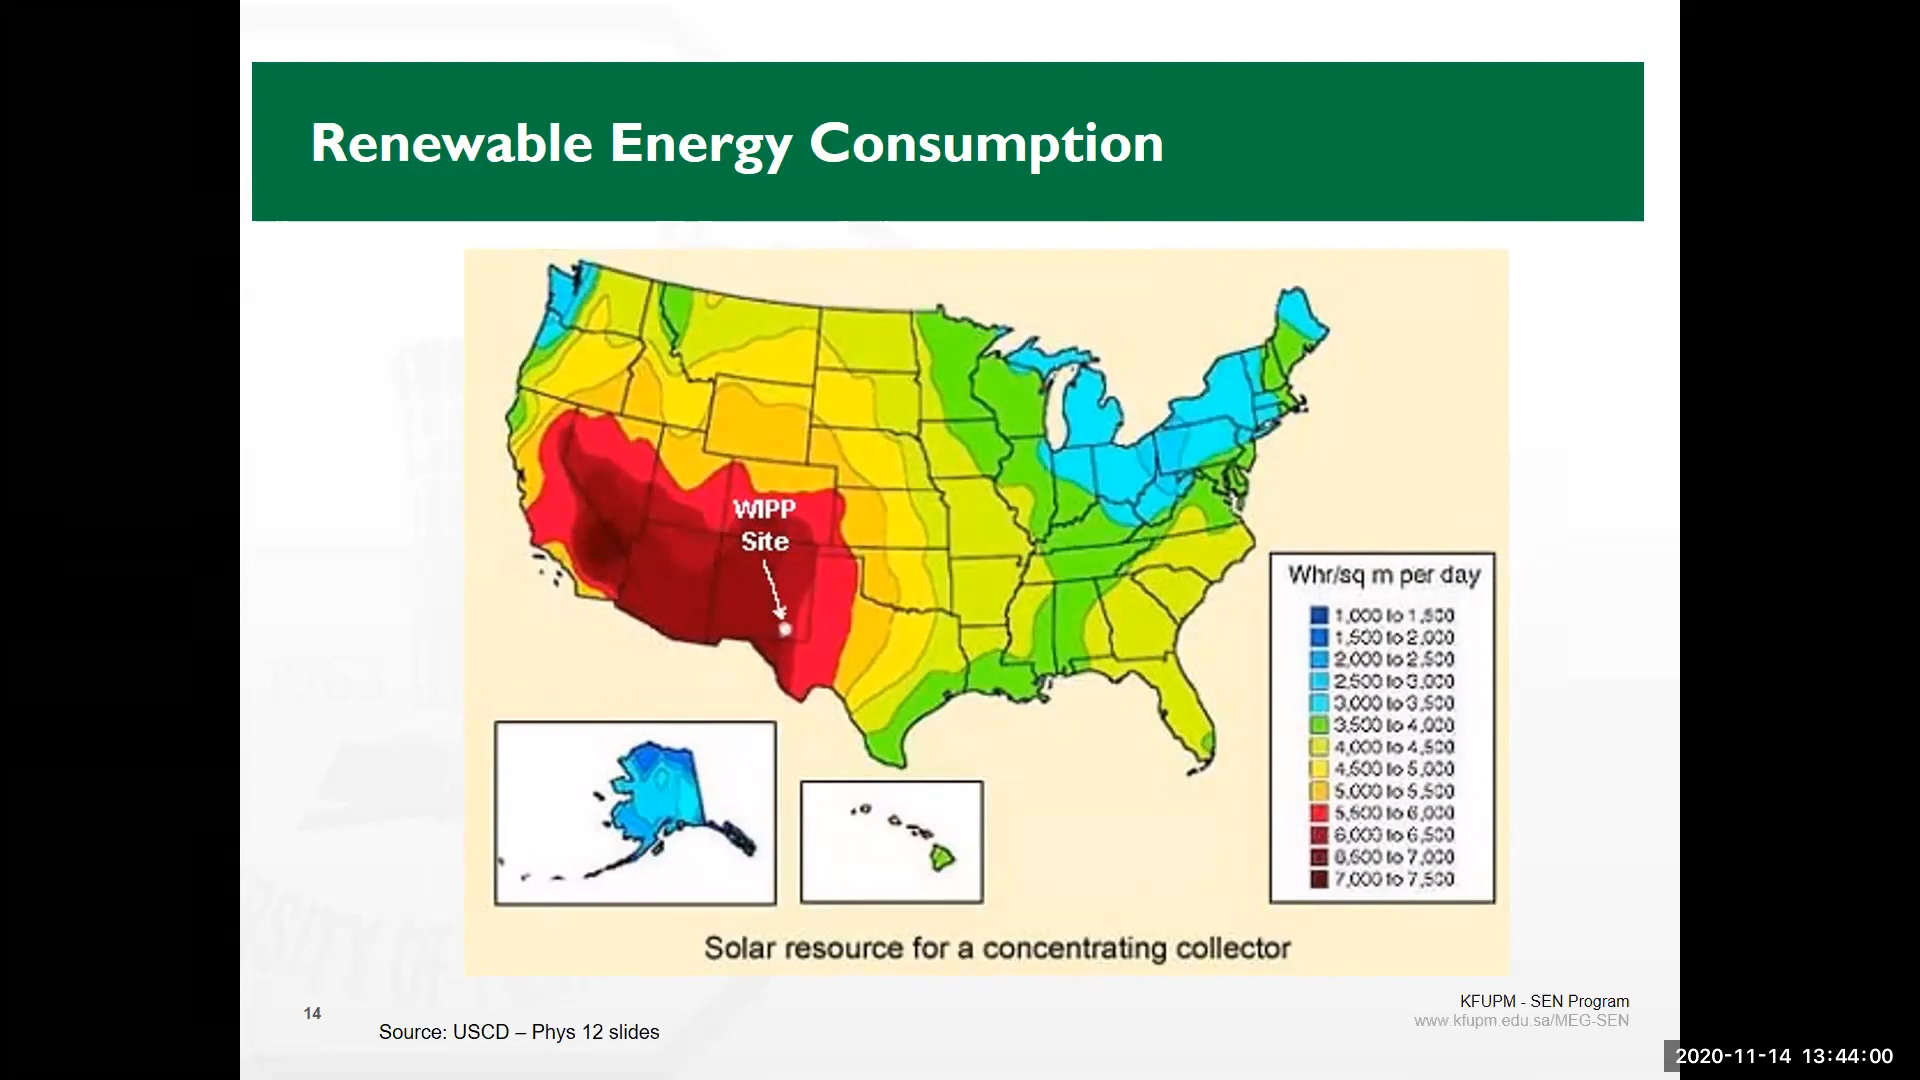 Renewable Energy Consumption
WIPP
Site
Whr/sq m per day
1,000 to 1,500
1,500 to 2,000
2,000 to 2,500
2,500 to 3,000
3,000 to 3,500
3,500 to 4,000
4,000 to 4,500
4,500 to 5,000
5,000 to 5,500
5,500 to 6,000
6,000 to 6,500
6,500 to 7,000
7,000 to 7,500
Solar resource for a concentrating collector
14
Source: USCD – Phys 12 slides
KFUPM - SEN Program
www.kfupm.edu.sa/MEG-SEN
2020-11-14 13:44:00
1963